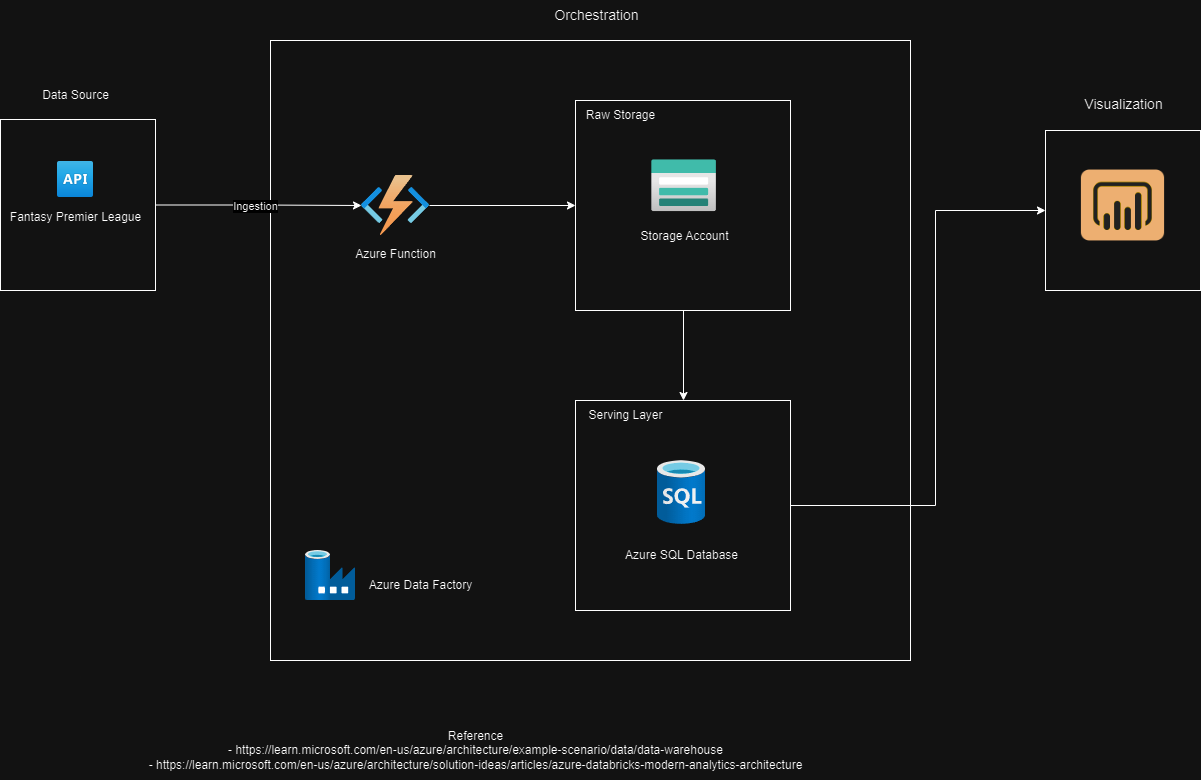 Orchestration
Data Source
Visualization
Raw Storage
API
Fantasy Premier League
Ingestion
Storage Account
Azure Function
Serving Layer
SQL
Azure SQL Database
Azure Data Factory
Reference
- https://learn.microsoft.com/en-us/azure/architecture/example-scenario/data/data-warehouse
- https://learn.microsoft.com/en-us/azure/architecture/solution-ideas/articles/azure-databricks-modern-analytics-architecture